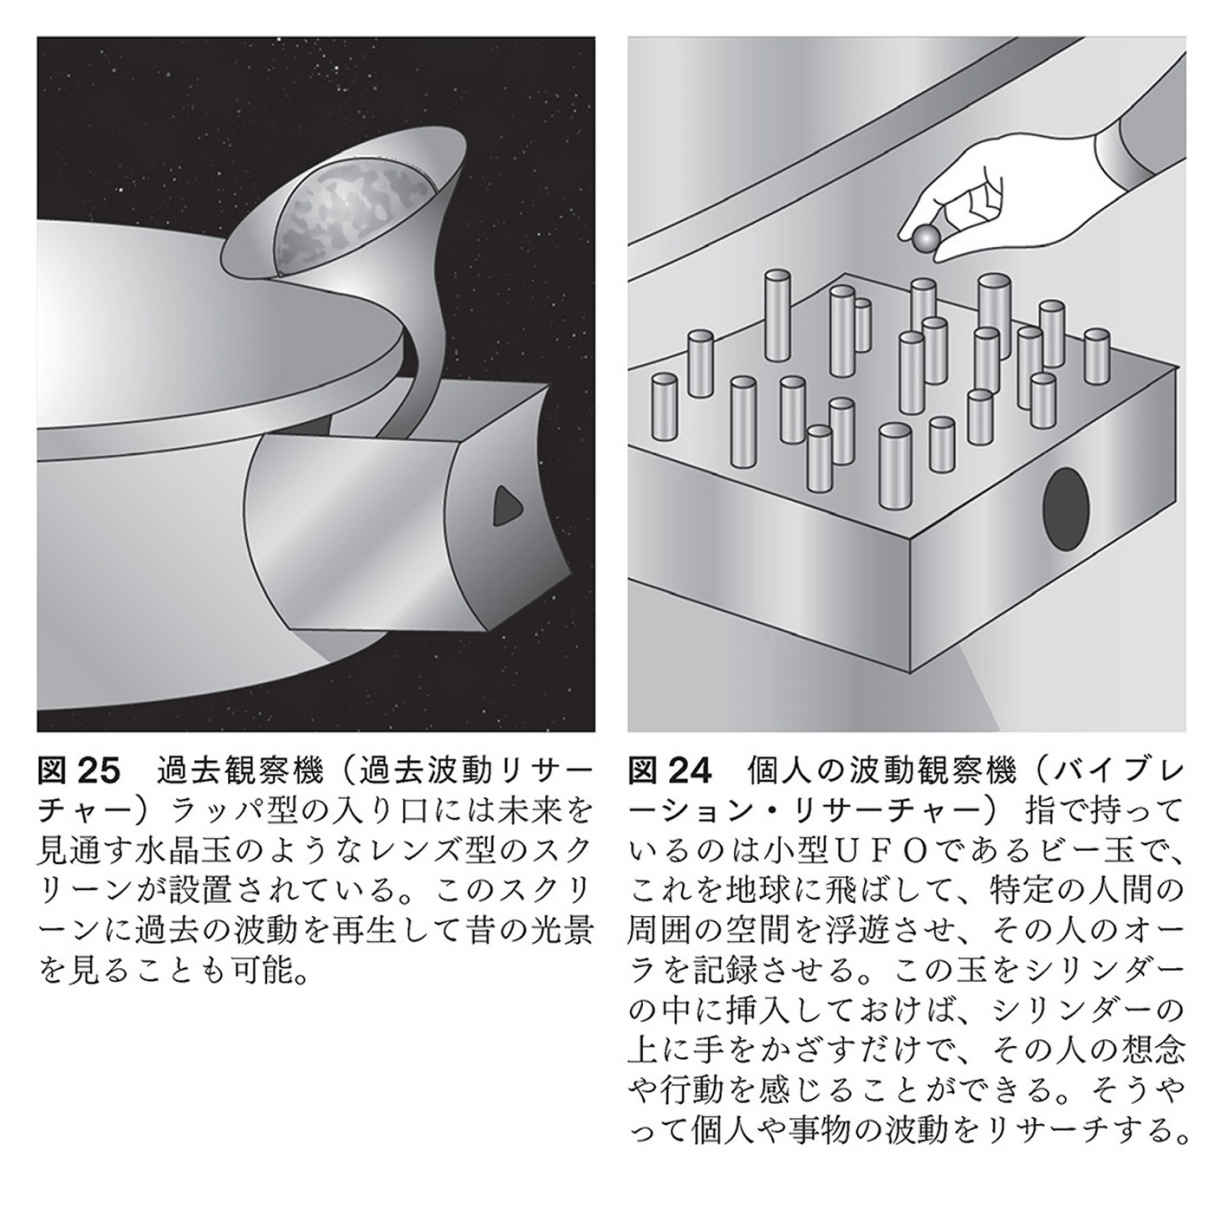 図25　過去観察機（過去波動リサー
チャー）ラッパ型の入り口には未来を
見通す水晶玉のようなレンズ型のスク
リーンが設置されている。このスクリ
ーンに過去の波動を再生して昔の光景
を見ることも可能。
図24　個人の波動観察機（バイブレ
ーション・リサーチャー）指で持って
いるのは小型ＵＦＯであるビー玉で、
これを地球に飛ばして、特定の人間の
周囲の空間を浮遊させ、その人のオー
ラを記録させる。この玉をシリンダー
の中に挿入しておけば、シリンダーの
上に手をかざすだけで、その人の想念
や行動を感じることができる。そうや
って個人や事物の波動をリサーチする。